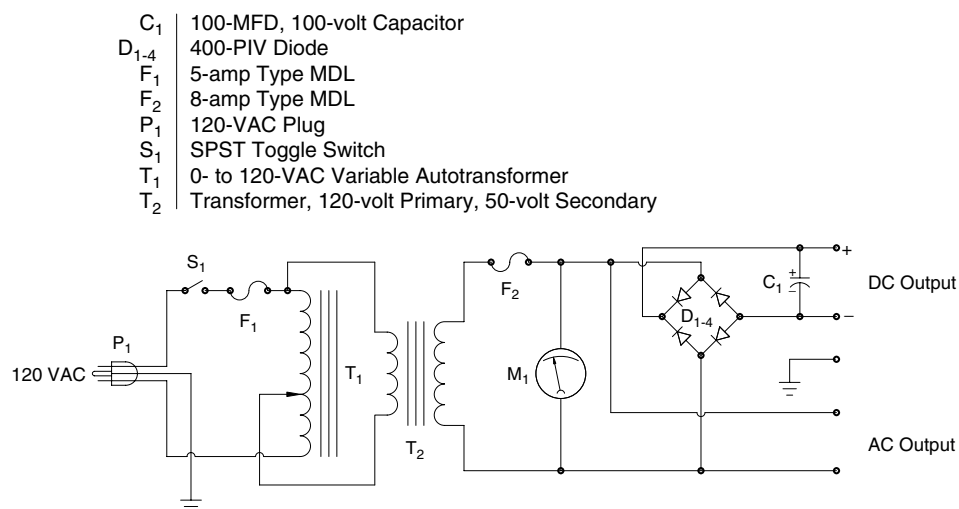 C1 100-MFD, 100-volt Capacitor
D1-4 400-PIV Diode
F1 5-amp Type MDL
F2 8-amp Type MDL
P1 120-VAC Plug
S1 SPST Toggle Switch
T1 0- to 120-VAC Variable Autotransformer
T2 Transformer, 120-volt Primary, 50-volt Secondary
S1
F1
P1
120 VAC
T1
T2
F2
M1
D1-4
C1
+
−
+
−
DC Output
AC Output